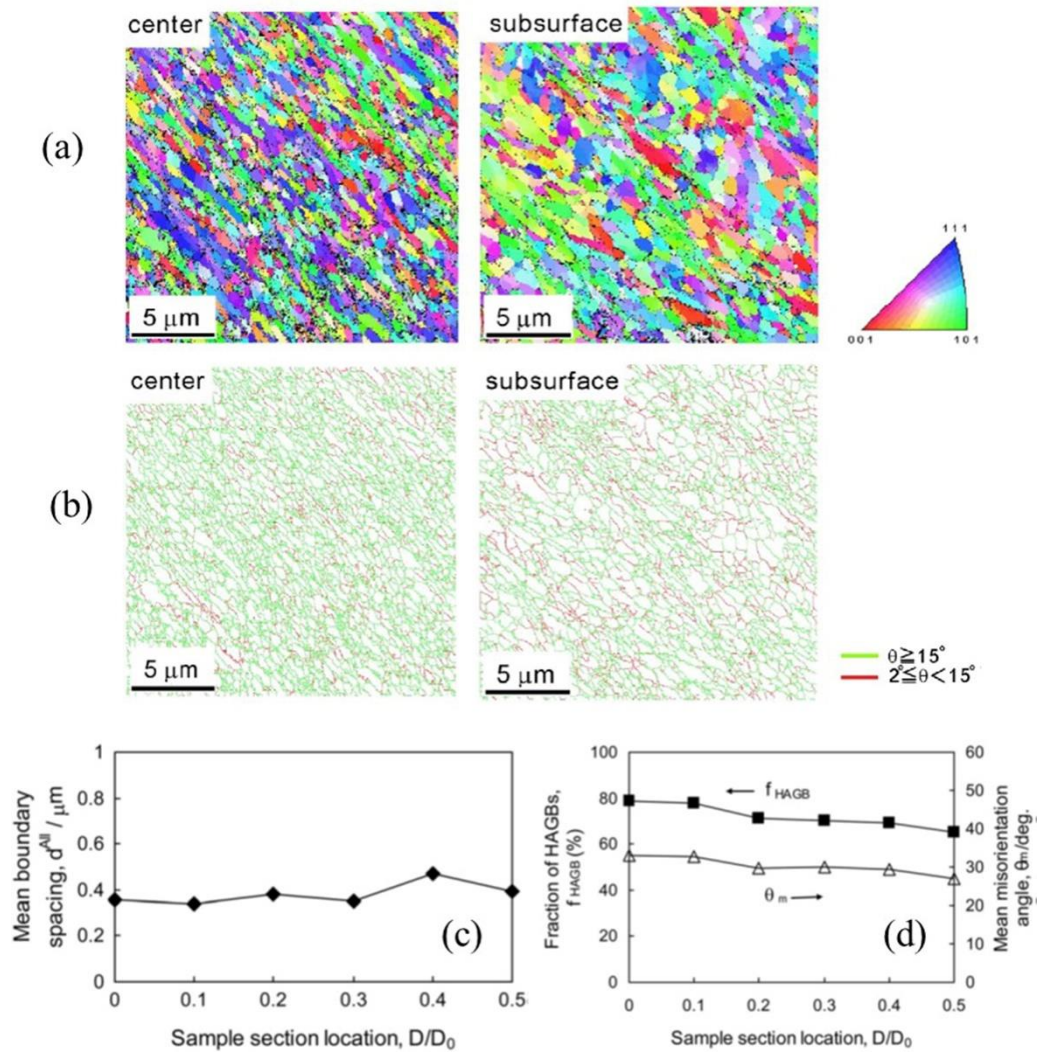 center
subsurface
(a)
5 μm
5 μm
111
001
101
center
subsurface
(b)
5 μm
5 μm
θ≧15°
2°≦θ<15°
Mean boundary
spacing, d^All / μm
1
0.8
0.6
0.4
0.2
0
(c)
0 0.1 0.2 0.3 0.4 0.5
Sample section location, D/D₀
Fraction of HAGBs,
f HAGB (%)
100
80
60
40
20
0
f HAGB
θ m
(d)
60
50
40
30
20
10
0
Mean misorientation
angle, θm/deg.
0 0.1 0.2 0.3 0.4 0.5
Sample section location, D/D₀